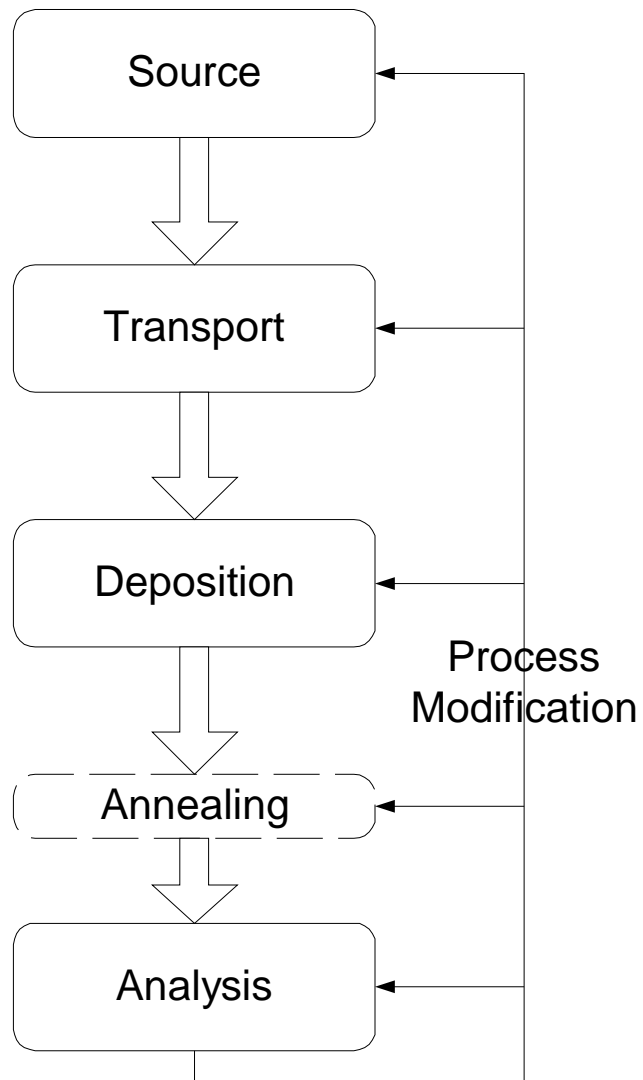 Source
Transport
Deposition
Process
Modification
Annealing
Analysis